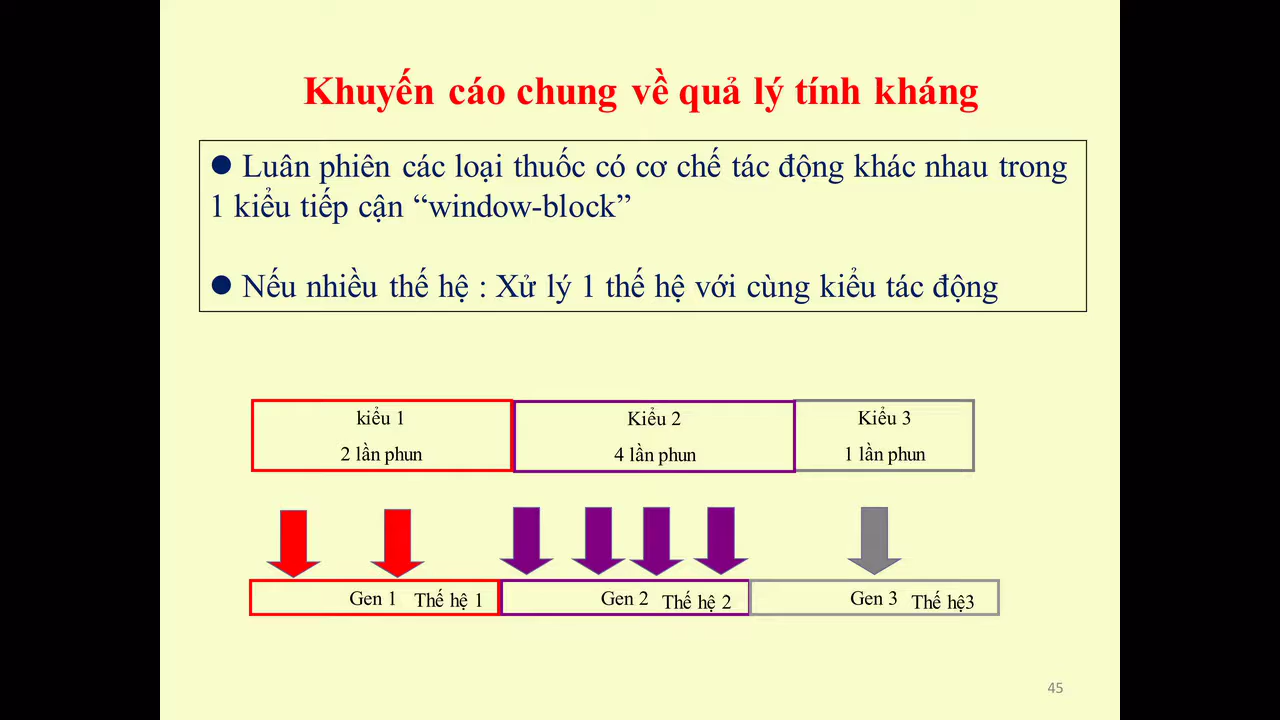 Khuyến cáo chung về quả lý tính kháng
● Luân phiên các loại thuốc có cơ chế tác động khác nhau trong
1 kiểu tiếp cận “window-block”
● Nếu nhiều thế hệ : Xử lý 1 thế hệ với cùng kiểu tác động
kiểu 1
2 lần phun
Kiểu 2
4 lần phun
Kiểu 3
1 lần phun
Gen 1 Thế hệ 1
Gen 2 Thế hệ 2
Gen 3 Thế hệ3
45